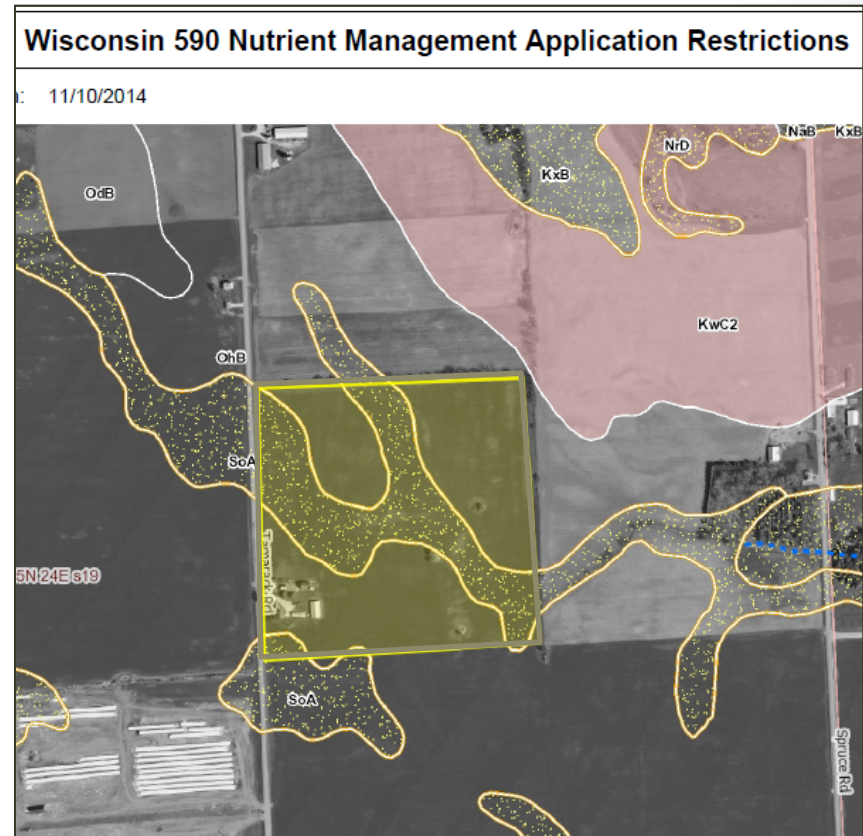 Wisconsin 590 Nutrient Management Application Restrictions
: 11/10/2014
NaB
KxB
NrD
KxB
OdB
KwC2
OhB
SoA
Tamarack Rd
5N 24E s19
SoA
Spruce Rd